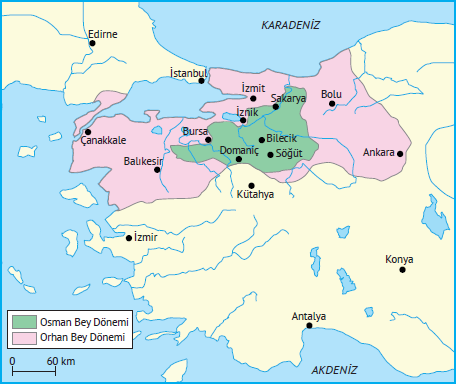 KARADENİZ
Edirne
İstanbul
İzmit
Bolu
Sakarya
İznik
Çanakkale
Bursa
Bilecik
Ankara
Balıkesir
Domaniç
Söğüt
Kütahya
İzmir
Konya
Antalya
Osman Bey Dönemi
Orhan Bey Dönemi
0 60 km
AKDENİZ